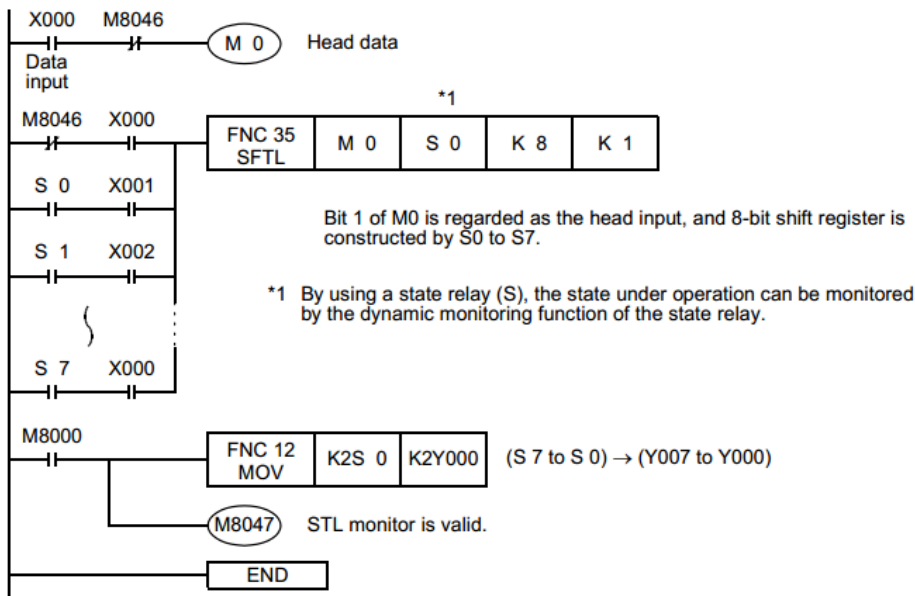 X000 M8046
M 0 Head data
Data
input
*1
M8046 X000
FNC 35
SFTL
M 0 S 0 K 8 K 1
S 0 X001
Bit 1 of M0 is regarded as the head input, and 8-bit shift register is
constructed by S0 to S7.
S 1 X002
*1 By using a state relay (S), the state under operation can be monitored
by the dynamic monitoring function of the state relay.
S 7 X000
M8000
FNC 12
MOV
K2S 0 K2Y000 (S 7 to S 0) → (Y007 to Y000)
M8047 STL monitor is valid.
END